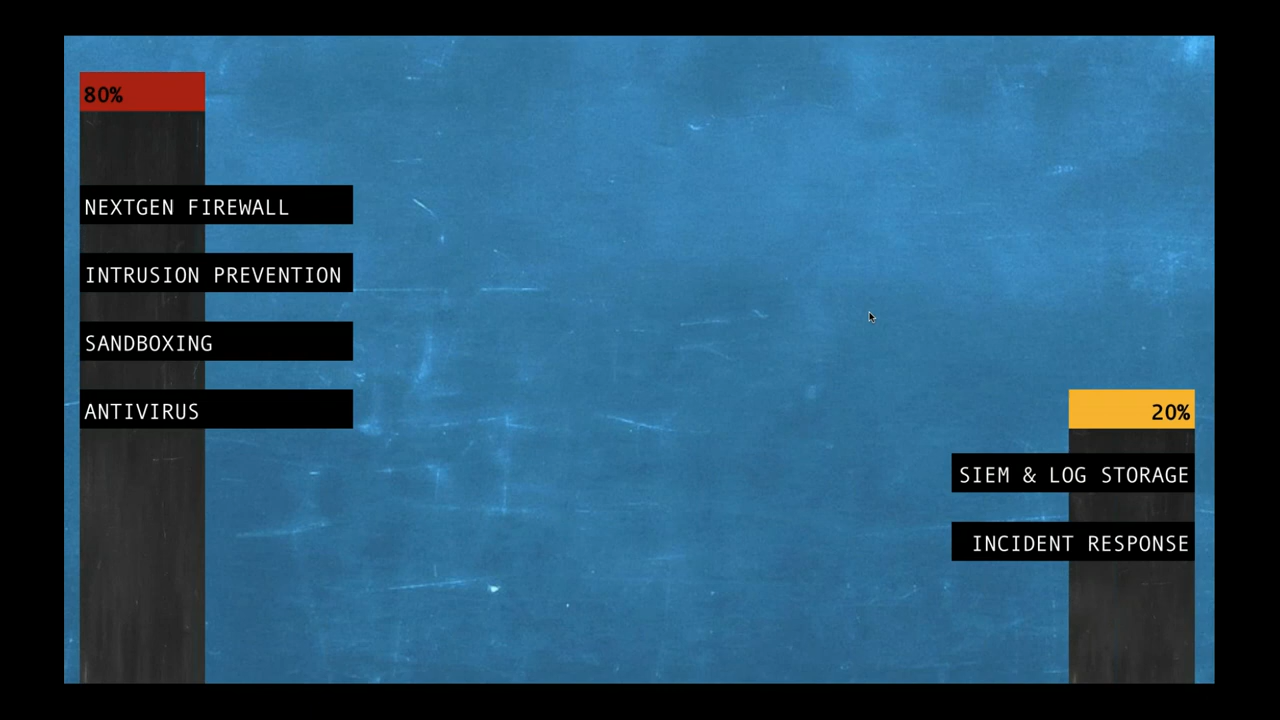 80%
NEXTGEN FIREWALL
INTRUSION PREVENTION
SANDBOXING
ANTIVIRUS
20%
SIEM & LOG STORAGE
INCIDENT RESPONSE